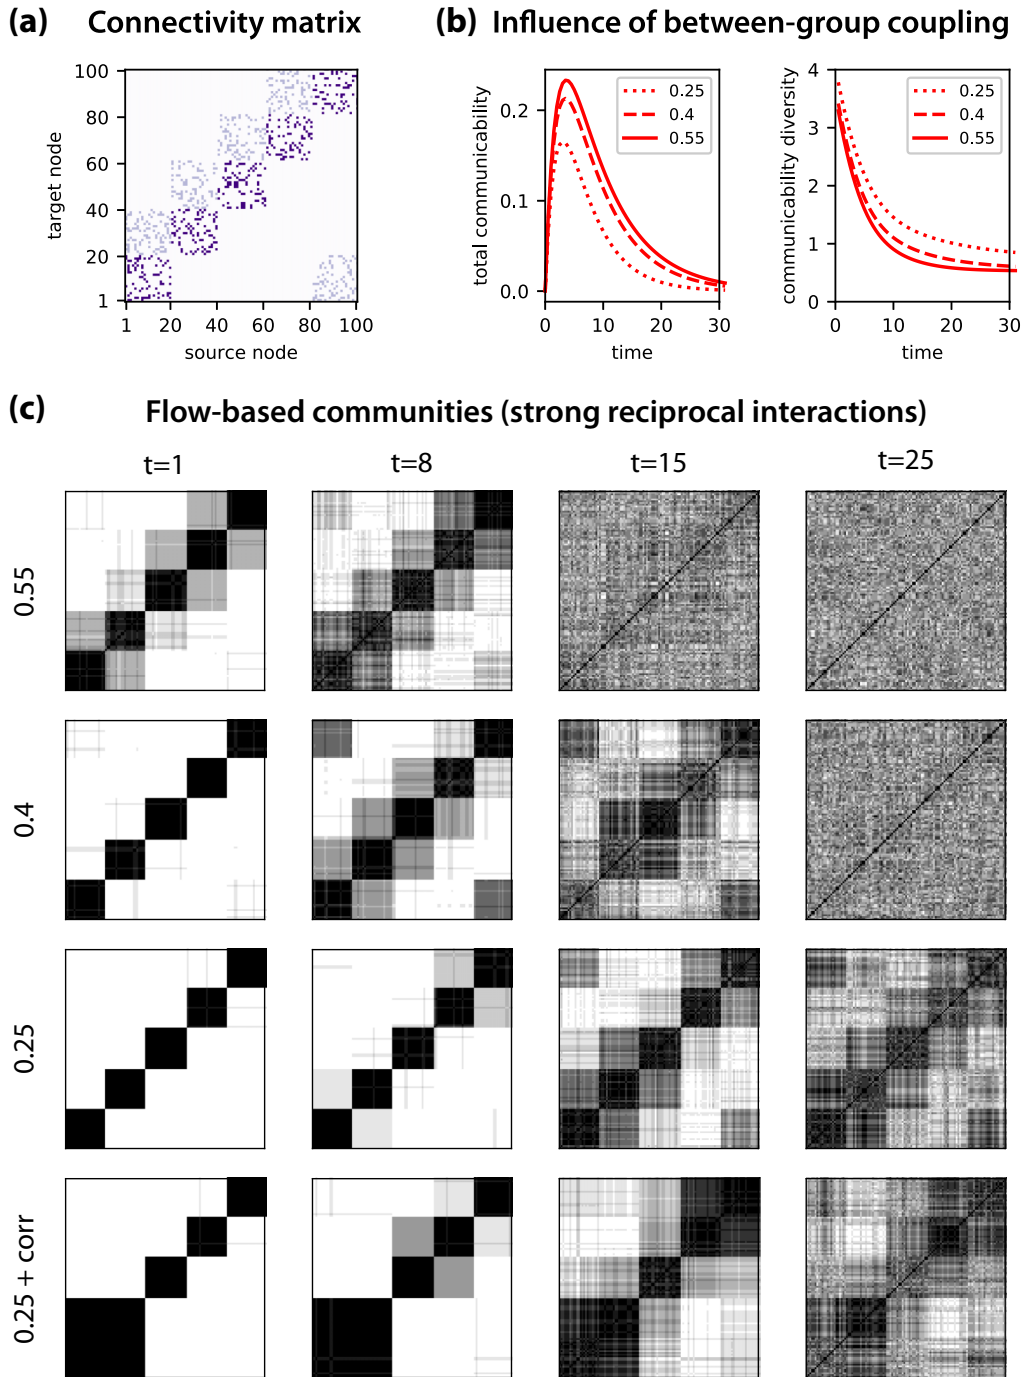 (a) Connectivity matrix
100
80
60
40
20
1
target node
1 20 40 60 80 100
source node
(b) Influence of between-group coupling
0.2
0.1
0.0
total communicability
0.25
0.4
0.55
0 10 20 30
time
4
3
2
1
0
communicability diversity
0.25
0.4
0.55
0 10 20 30
time
(c) Flow-based communities (strong reciprocal interactions)
t=1 t=8 t=15 t=25
0.55
0.4
0.25
0.25 + corr